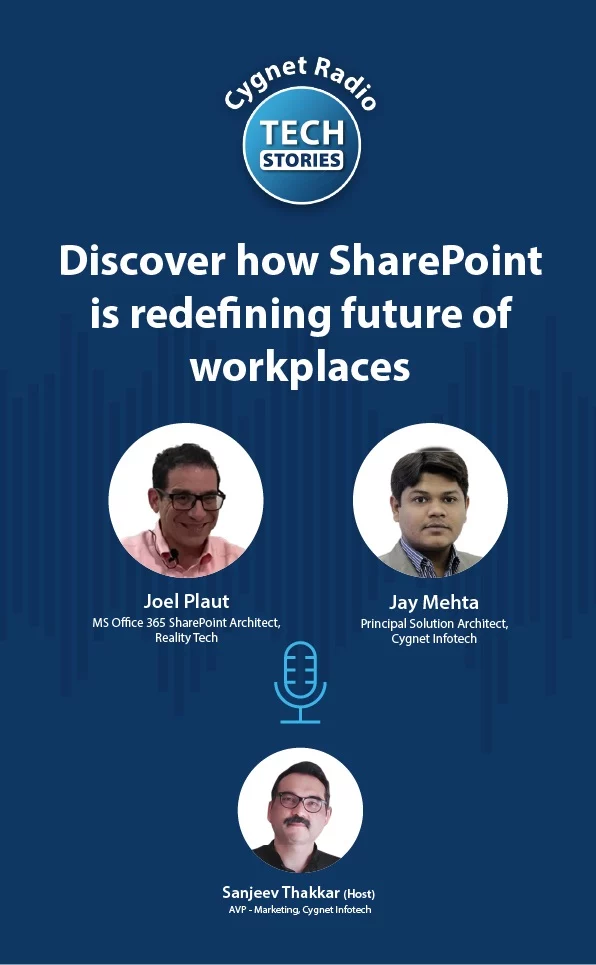 Cygnet Radio
TECH
STORIES
Discover how SharePoint
is redefining future of
workplaces
Joel Plaut
MS Office 365 SharePoint Architect,
Reality Tech
Jay Mehta
Principal Solution Architect,
Cygnet Infotech
Sanjeev Thakkar (Host)
AVP - Marketing, Cygnet Infotech